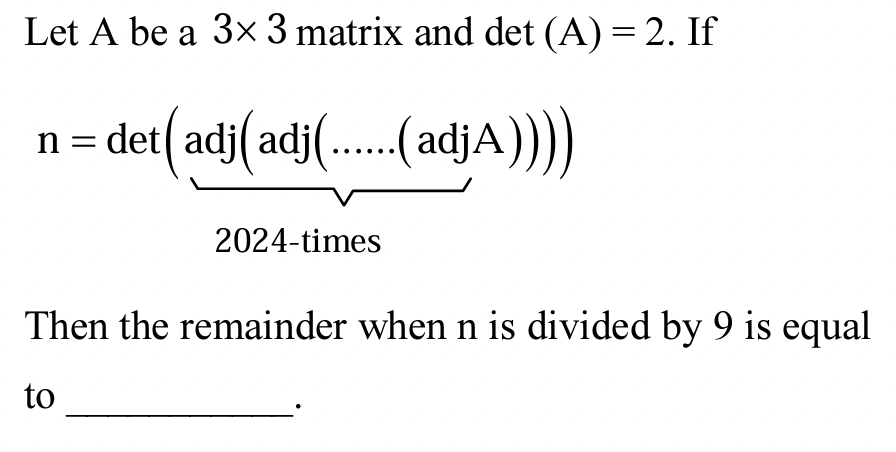 Let A be a 3× 3 matrix and det (A) = 2. If
n = det(adj(adj(......(adjA))))
2024-times
Then the remainder when n is divided by 9 is equal
to ___________.